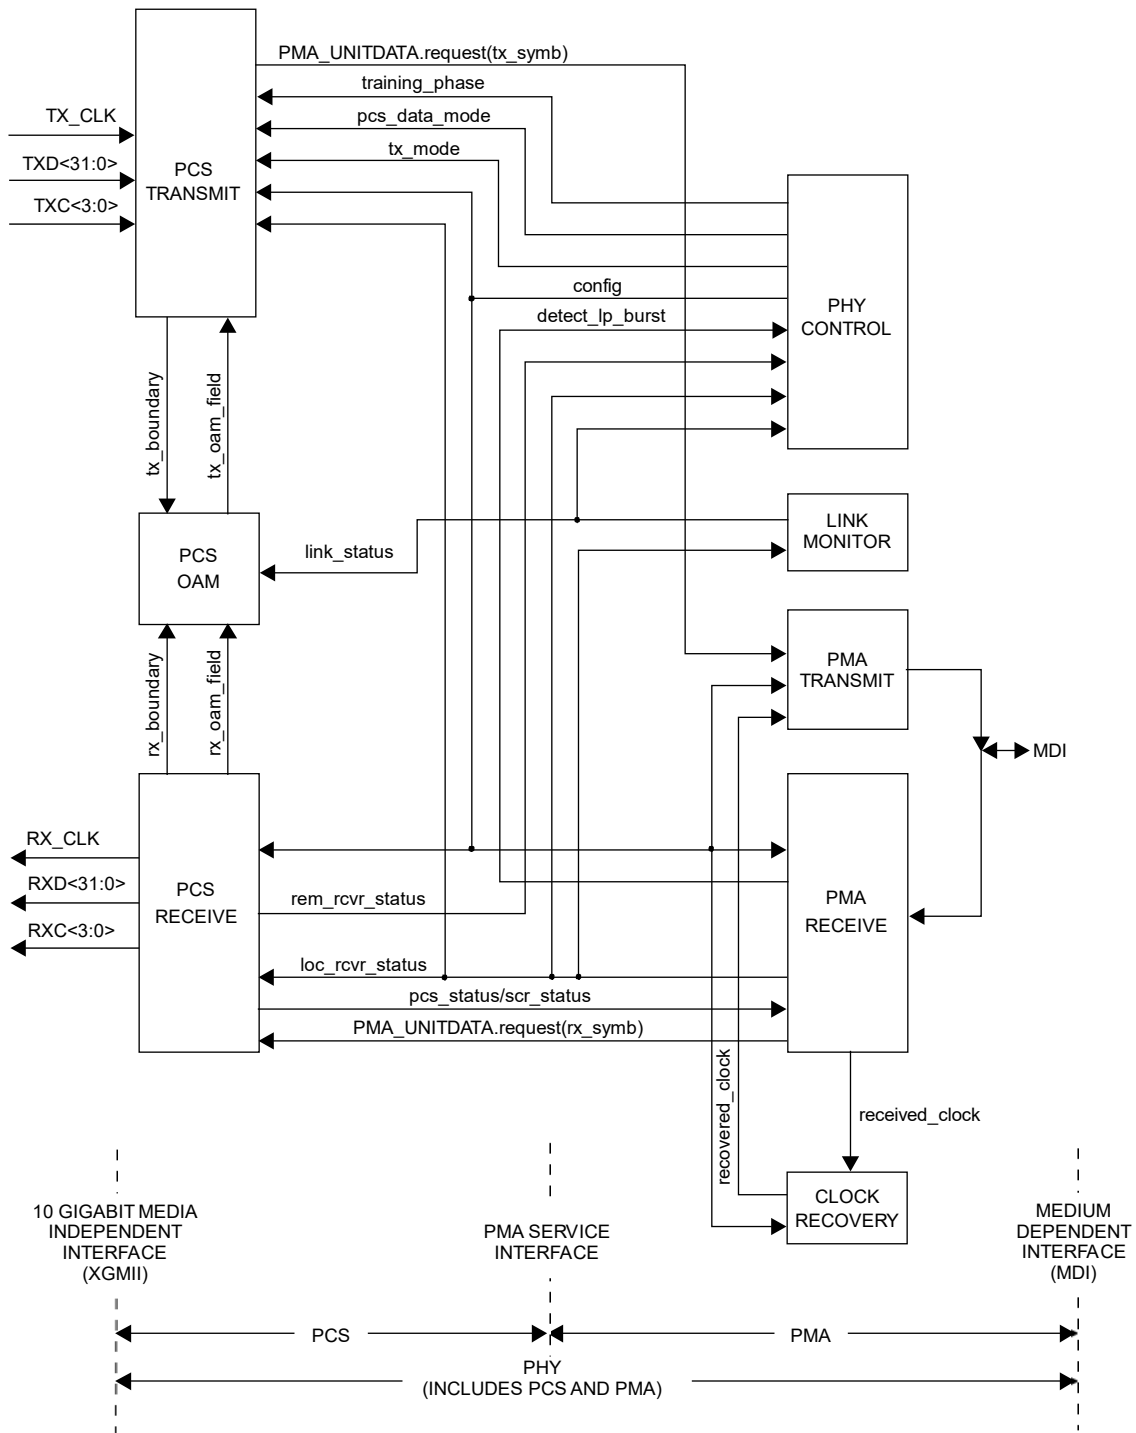 PMA_UNITDATA.request(tx_symb)
training_phase
TX_CLK
pcs_data_mode
tx_mode
TXD<31:0>
PCS
TRANSMIT
TXC<3:0>
config
PHY
CONTROL
detect_lp_burst
tx_boundary
tx_oam_field
LINK
MONITOR
link_status
PCS
OAM
rx_boundary
rx_oam_field
PMA
TRANSMIT
MDI
RX_CLK
RXD<31:0>
PCS
RECEIVE
rem_rcvr_status
PMA
RECEIVE
RXC<3:0>
loc_rcvr_status
pcs_status/scr_status
PMA_UNITDATA.request(rx_symb)
recovered_clock
received_clock
CLOCK
RECOVERY
10 GIGABIT MEDIA
INDEPENDENT
INTERFACE
(XGMII)
PMA SERVICE
INTERFACE
MEDIUM
DEPENDENT
INTERFACE
(MDI)
PCS
PMA
PHY
(INCLUDES PCS AND PMA)